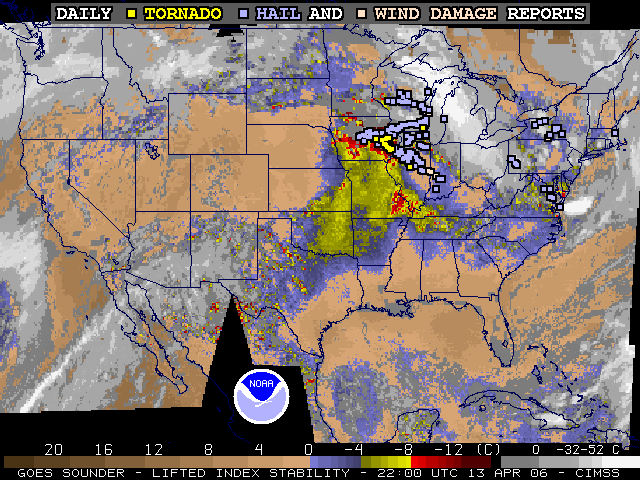 DAILY TORNADO HAIL AND WIND DAMAGE REPORTS
NOAA
20 16 12 8 4 0 -4 -8 -12 (C) 0 -32-52 C
GOES SOUNDER - LIFTED INDEX STABILITY - 22:00 UTC 13 APR 06 - CIMSS